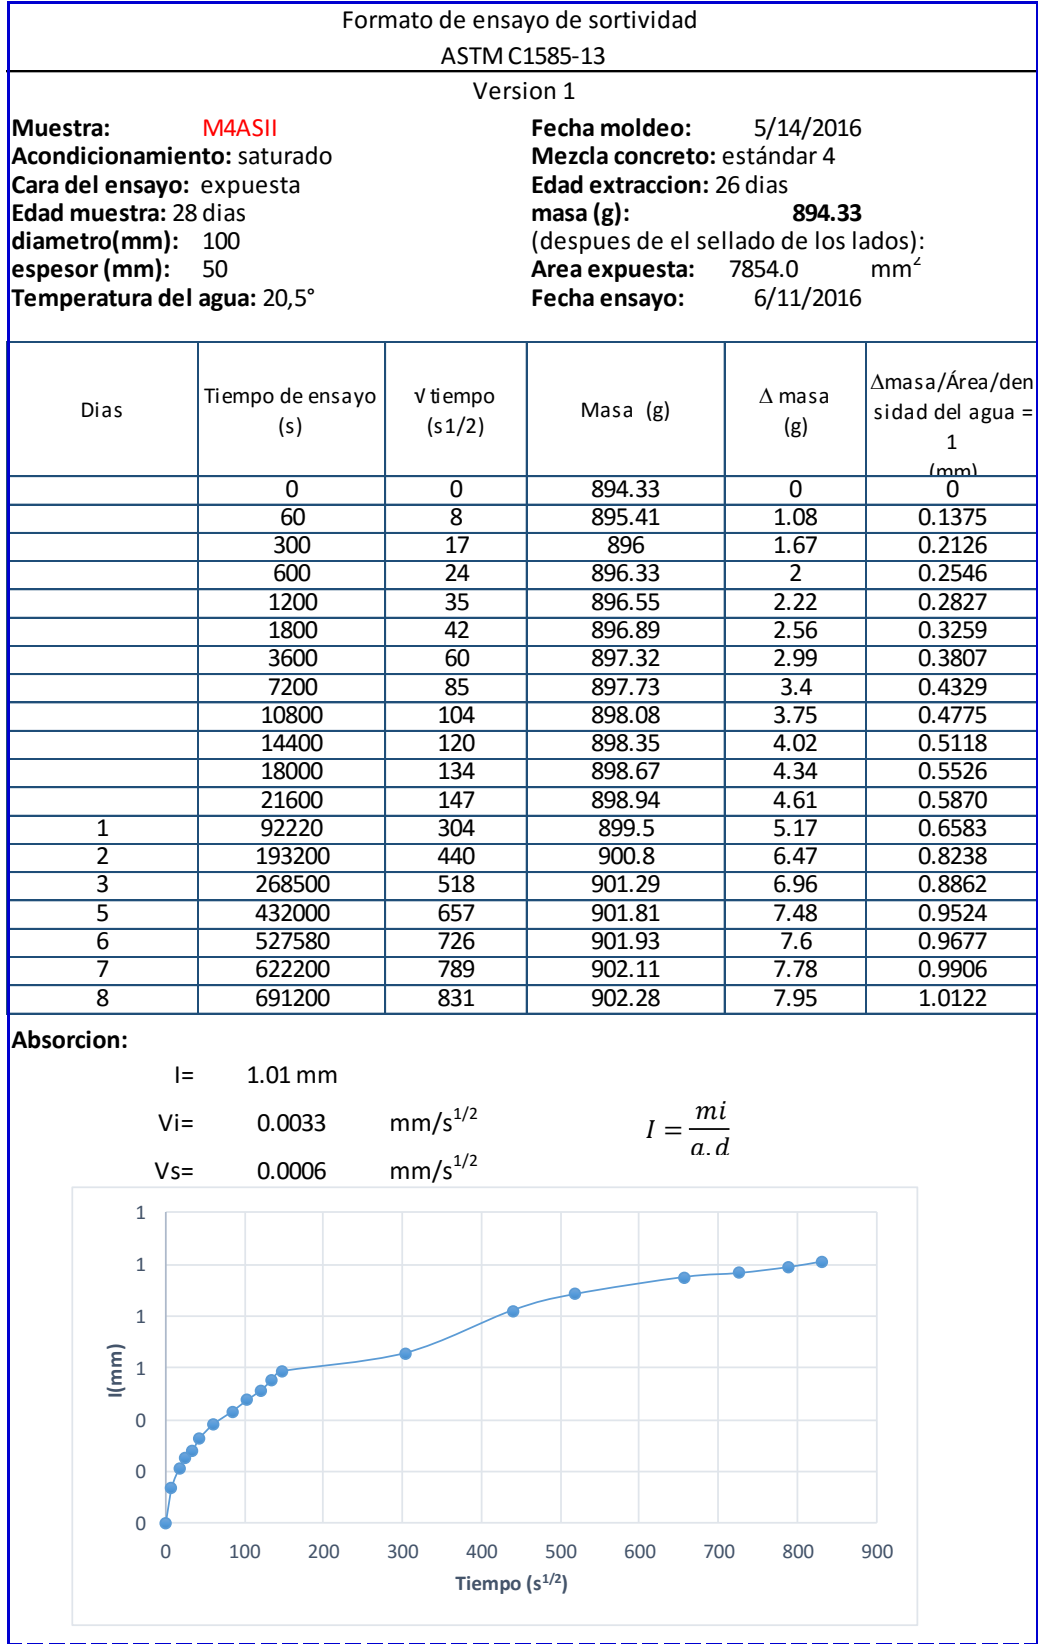 Formato de ensayo de sortividad
ASTM C1585-13
Version 1
Muestra: M4ASII Fecha moldeo: 5/14/2016
Acondicionamiento: saturado Mezcla concreto: estándar 4
Cara del ensayo: expuesta Edad extraccion: 26 dias
Edad muestra: 28 dias masa (g): 894.33
diametro(mm): 100 (despues de el sellado de los lados):
espesor (mm): 50 Area expuesta: 7854.0 mm²
Temperatura del agua: 20,5° Fecha ensayo: 6/11/2016
Dias Tiempo de ensayo (s) √ tiempo (s1/2) Masa (g) Δ masa (g) Δmasa/Área/densidad del agua = 1 (mm)
0 0 894.33 0 0
60 8 895.41 1.08 0.1375
300 17 896 1.67 0.2126
600 24 896.33 2 0.2546
1200 35 896.55 2.22 0.2827
1800 42 896.89 2.56 0.3259
3600 60 897.32 2.99 0.3807
7200 85 897.73 3.4 0.4329
10800 104 898.08 3.75 0.4775
14400 120 898.35 4.02 0.5118
18000 134 898.67 4.34 0.5526
21600 147 898.94 4.61 0.5870
1 92220 304 899.5 5.17 0.6583
2 193200 440 900.8 6.47 0.8238
3 268500 518 901.29 6.96 0.8862
5 432000 657 901.81 7.48 0.9524
6 527580 726 901.93 7.6 0.9677
7 622200 789 902.11 7.78 0.9906
8 691200 831 902.28 7.95 1.0122
Absorcion:
I= 1.01 mm
Vi= 0.0033 mm/s^1/2
I = mi / a.d
Vs= 0.0006 mm/s^1/2
1
1
1
1
0
0
0
I(mm)
0 100 200 300 400 500 600 700 800 900
Tiempo (s^1/2)